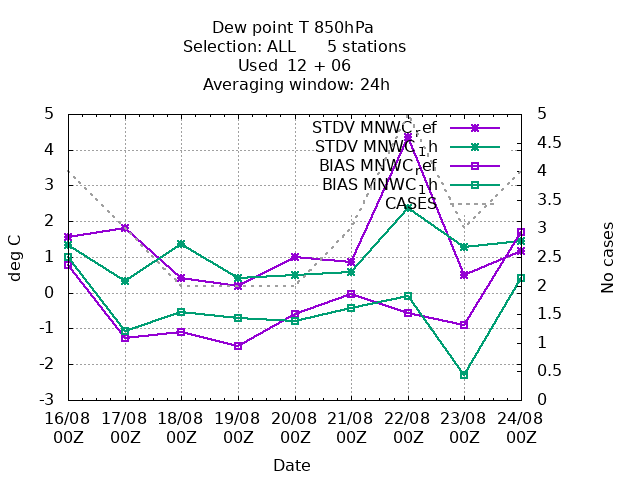 Dew point T 850hPa
Selection: ALL 5 stations
Used 12 + 06
Averaging window: 24h
STDV MNWC_ref
STDV MNWC_1h
BIAS MNWC_ref
BIAS MNWC_1h
CASES
5
4
3
2
1
0
-1
-2
-3
deg C
5
4.5
4
3.5
3
2.5
2
1.5
1
0.5
0
No cases
16/08 17/08 18/08 19/08 20/08 21/08 22/08 23/08 24/08
00Z 00Z 00Z 00Z 00Z 00Z 00Z 00Z 00Z
Date